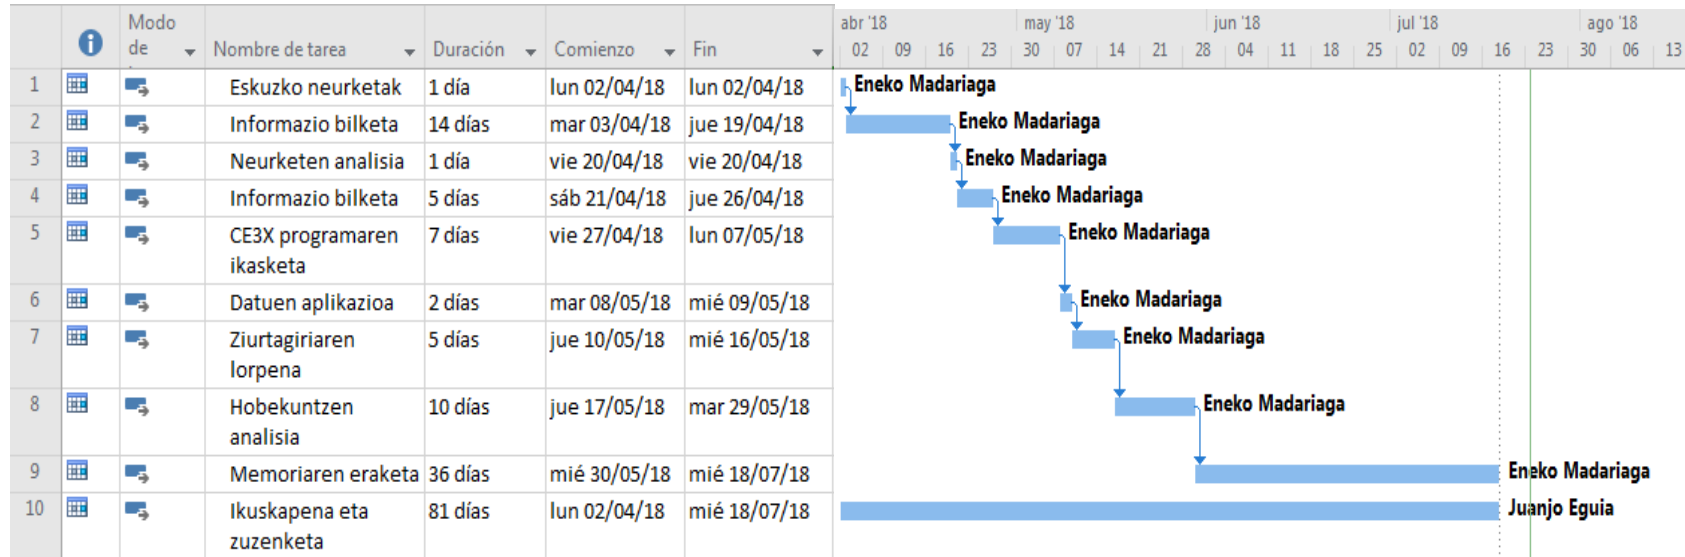 Modo
de
Nombre de tarea Duración Comienzo Fin
abr '18 may '18 jun '18 jul '18 ago '18
02 09 16 23 30 07 14 21 28 04 11 18 25 02 09 16 23 30 06 13
1 Eskuzko neurketak 1 día lun 02/04/18 lun 02/04/18 Eneko Madariaga
2 Informazio bilketa 14 días mar 03/04/18 jue 19/04/18 Eneko Madariaga
3 Neurketen analisia 1 día vie 20/04/18 vie 20/04/18 Eneko Madariaga
4 Informazio bilketa 5 días sáb 21/04/18 jue 26/04/18 Eneko Madariaga
5 CE3X programaren 7 días vie 27/04/18 lun 07/05/18 Eneko Madariaga
ikasketa
6 Datuen aplikazioa 2 días mar 08/05/18 mié 09/05/18 Eneko Madariaga
7 Ziurtagiriaren 5 días jue 10/05/18 mié 16/05/18 Eneko Madariaga
lorpena
8 Hobekuntzen 10 días jue 17/05/18 mar 29/05/18 Eneko Madariaga
analisia
9 Memoriaren eraketa 36 días mié 30/05/18 mié 18/07/18 Eneko Madariaga
10 Ikuskapena eta 81 días lun 02/04/18 mié 18/07/18 Juanjo Eguia
zuzenketa